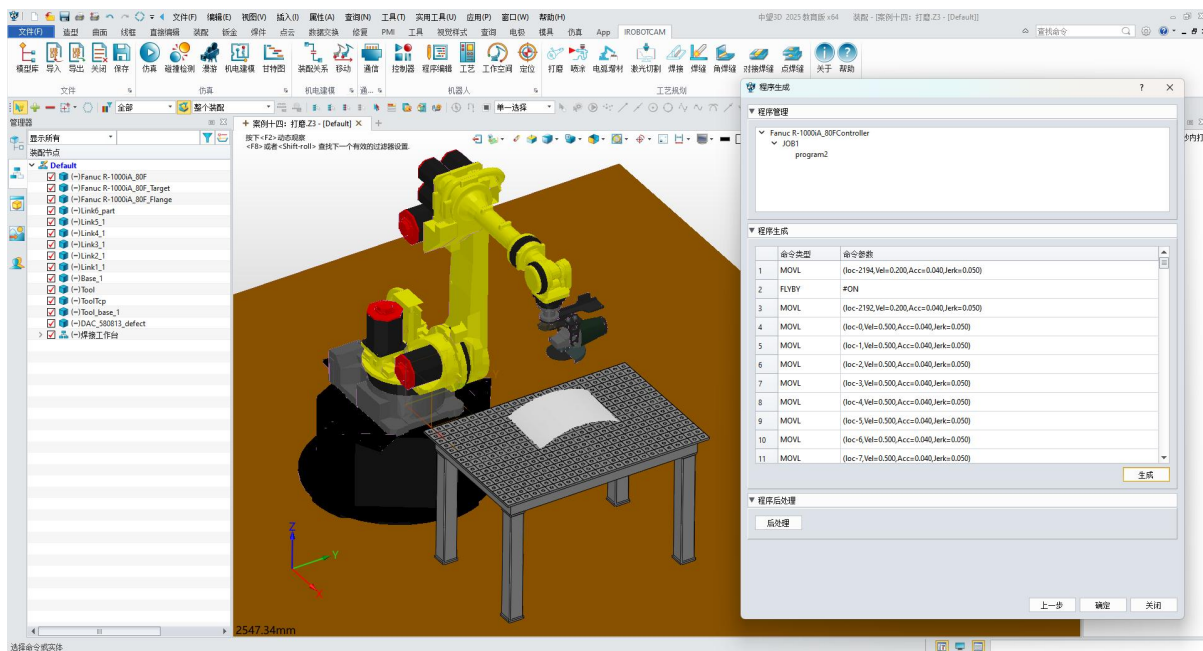 文件(F) 编辑(E) 视图(V) 插入(I) 属性(A) 查询(N) 工具(T) 实用工具(U) 应用(P) 窗口(W) 帮助(H) 中望3D 2025 教育版 x64 装配 - [案例十四：打磨.Z3 - [Default]]
文件(F) 造型 曲面 线框 直接编辑 装配 钣金 焊件 点云 数据交换 修复 PMI 工具 视觉样式 查询 电极 模具 仿真 App IROBOTCAM 查找命令
模型库 导入 导出 关闭 保存 仿真 碰撞检测 漫游 机电建模 甘特图 装配关系 移动 通信 控制器 程序编辑 工艺 工作空间 定位 打磨 喷涂 电弧增材 激光切割 焊接 焊缝 角焊缝 对接焊缝 点焊缝 关于 帮助
文件 仿真 机电建模 通... 机器人 工艺规划
全部 整个装配 单一选择
管理器
案例十四：打磨.Z3 - [Default]
显示所有
按下<F2>动态观察
<F8> 或者<Shift-roll> 查找下一个有效的过滤器设置.
装配节点
Default
(-)Fanuc R-1000iA_80F
(-)Fanuc R-1000iA_80F_Target
(-)Fanuc R-1000iA_80F_Flange
(-)Link6_part
(-)Link5_1
(-)Link4_1
(-)Link3_1
(-)Link2_1
(-)Link1_1
(-)Base_1
(-)Tool
(-)ToolTcp
(-)Tool_base_1
(-)DAC_580813_defect
(-)焊接工作台
Z
Y
X
2547.34mm
选择命令或实体
程序生成
程序管理
Fanuc R-1000iA_80FController
JOB1
program2
程序生成
命令类型 命令参数
1 MOVL (loc-2194,Vel=0.200,Acc=0.040,Jerk=0.050)
2 FLYBY #ON
3 MOVL (loc-2192,Vel=0.200,Acc=0.040,Jerk=0.050)
4 MOVL (loc-0,Vel=0.500,Acc=0.040,Jerk=0.050)
5 MOVL (loc-1,Vel=0.500,Acc=0.040,Jerk=0.050)
6 MOVL (loc-2,Vel=0.500,Acc=0.040,Jerk=0.050)
7 MOVL (loc-3,Vel=0.500,Acc=0.040,Jerk=0.050)
8 MOVL (loc-4,Vel=0.500,Acc=0.040,Jerk=0.050)
9 MOVL (loc-5,Vel=0.500,Acc=0.040,Jerk=0.050)
10 MOVL (loc-6,Vel=0.500,Acc=0.040,Jerk=0.050)
11 MOVL (loc-7,Vel=0.500,Acc=0.040,Jerk=0.050)
生成
程序后处理
后处理
上一步 确定 关闭